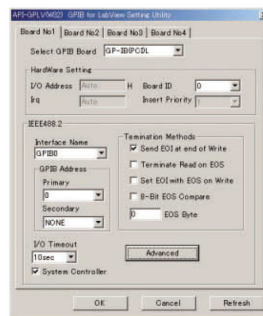 API-GPLV(W32) GPIB for LabView Setting Utility
Board No1 Board No2 Board No3 Board No4
Select GPIB Board GP-IB(PCI)L
HardWare Setting
I/O Address Auto H Board ID 0
Irq Auto Insert Priority 1
IEEE488.2
Interface Name
GPIB0
GPIB Address
Primary
0
Secondary
NONE
I/O Timeout
10sec
System Controller
Temination Methods
Send EOI at end of Write
Terminate Read on EOS
Set EOI with EOS on Write
8-Bit EOS Compare
0 EOS Byte
Advanced
OK Cancel Refresh